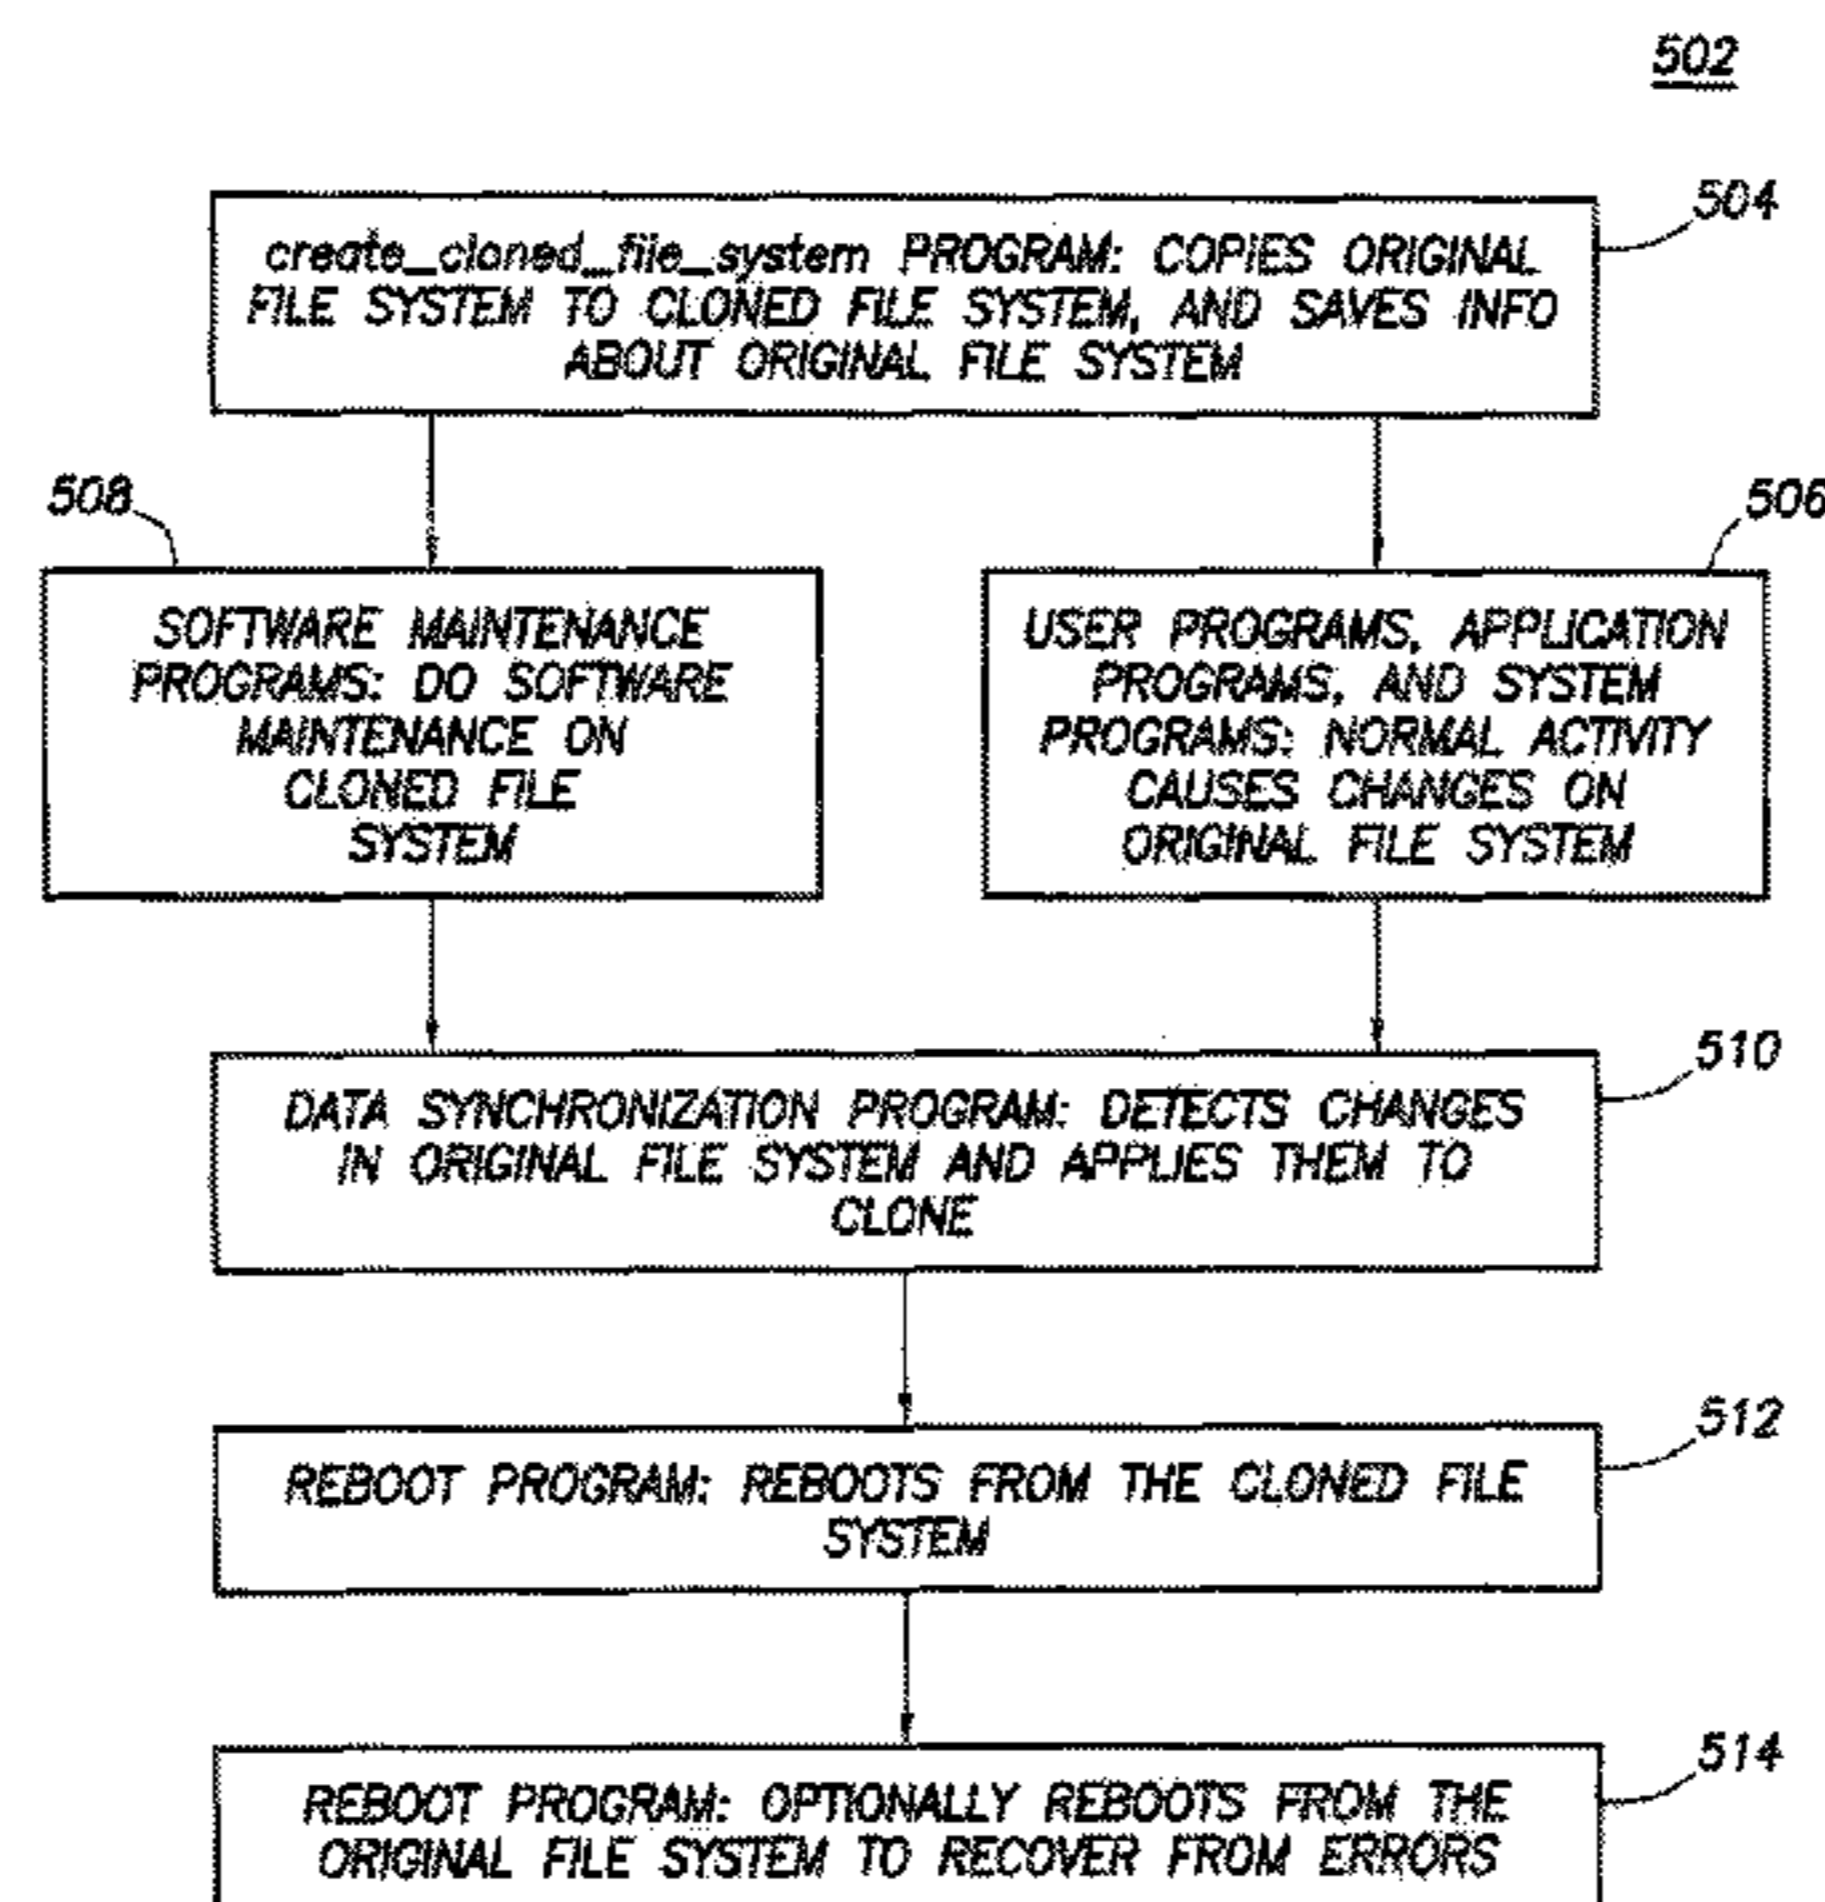 502
504
create_cloned_file_system PROGRAM: COPIES ORIGINAL
FILE SYSTEM TO CLONED FILE SYSTEM, AND SAVES INFO
ABOUT ORIGINAL FILE SYSTEM
508
SOFTWARE MAINTENANCE
PROGRAMS: DO SOFTWARE
MAINTENANCE ON
CLONED FILE
SYSTEM
506
USER PROGRAMS, APPLICATION
PROGRAMS, AND SYSTEM
PROGRAMS: NORMAL ACTIVITY
CAUSES CHANGES ON
ORIGINAL FILE SYSTEM
510
DATA SYNCHRONIZATION PROGRAM: DETECTS CHANGES
IN ORIGINAL FILE SYSTEM AND APPLIES THEM TO
CLONE
512
REBOOT PROGRAM: REBOOTS FROM THE CLONED FILE
SYSTEM
514
REBOOT PROGRAM: OPTIONALLY REBOOTS FROM THE
ORIGINAL FILE SYSTEM TO RECOVER FROM ERRORS